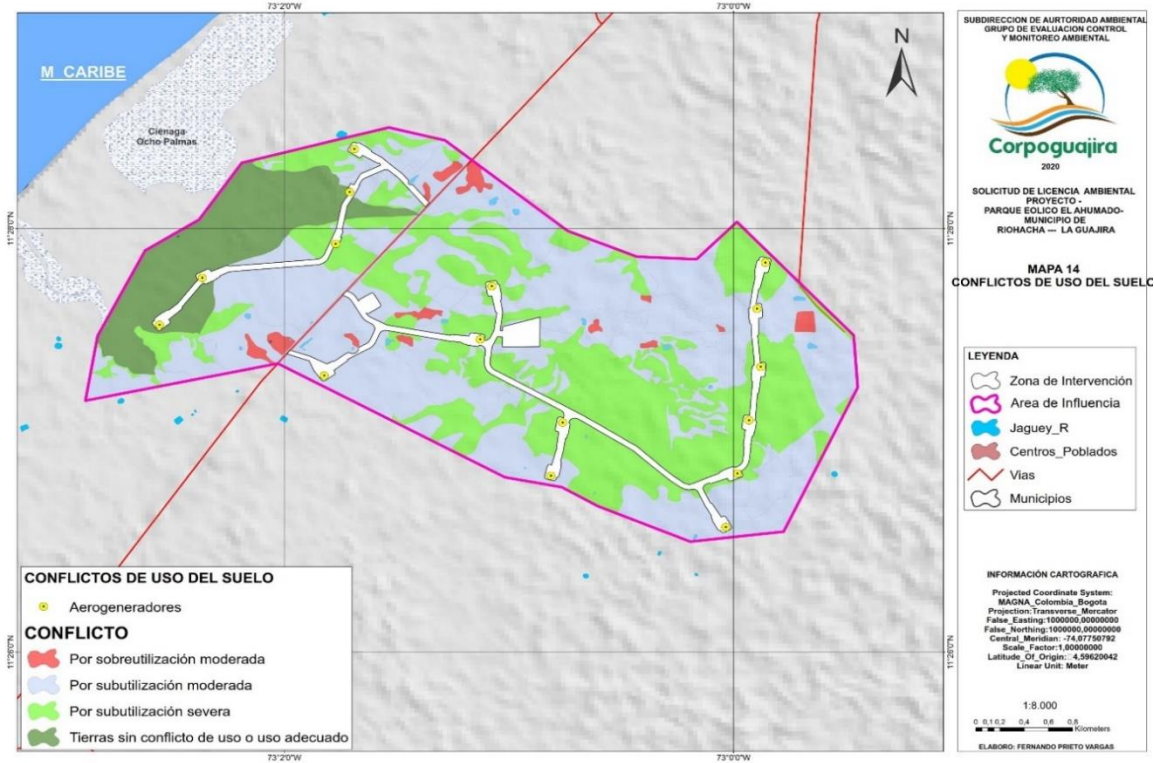 73°2'0"W
73°0'0"W
M_CARIBE
Ciénaga
Ocho Palmas
N
11°28'0"N
11°28'0"N
11°26'0"N
11°26'0"N
CONFLICTOS DE USO DEL SUELO
Aerogeneradores
CONFLICTO
Por sobreutilización moderada
Por subutilización moderada
Por subutilización severa
Tierras sin conflicto de uso o uso adecuado
73°2'0"W
73°0'0"W
SUBDIRECCION DE AURTORIDAD AMBIENTAL
GRUPO DE EVALUACION CONTROL
Y MONITOREO AMBIENTAL
Corpoguajira
2020
SOLICITUD DE LICENCIA AMBIENTAL
PROYECTO -
PARQUE EOLICO EL AHUMADO-
MUNICIPIO DE
RIOHACHA --- LA GUAJIRA
MAPA 14
CONFLICTOS DE USO DEL SUELO
LEYENDA
Zona de Intervención
Area de Influencia
Jaguey_R
Centros_Poblados
Vias
Municipios
INFORMACIÓN CARTOGRAFICA
Projected Coordinate System:
MAGNA_Colombia_Bogota
Projection:Transverse_Mercator
False_Easting:1000000,00000000
False_Northing:1000000,00000000
Central_Meridian: -74,07750792
Scale_Factor:1,00000000
Latitude_Of_Origin: 4,59620042
Linear Unit: Meter
1:8.000
0 0,1 0,2 0,4 0,6 0,8
Kilometers
ELABORO: FERNANDO PRIETO VARGAS